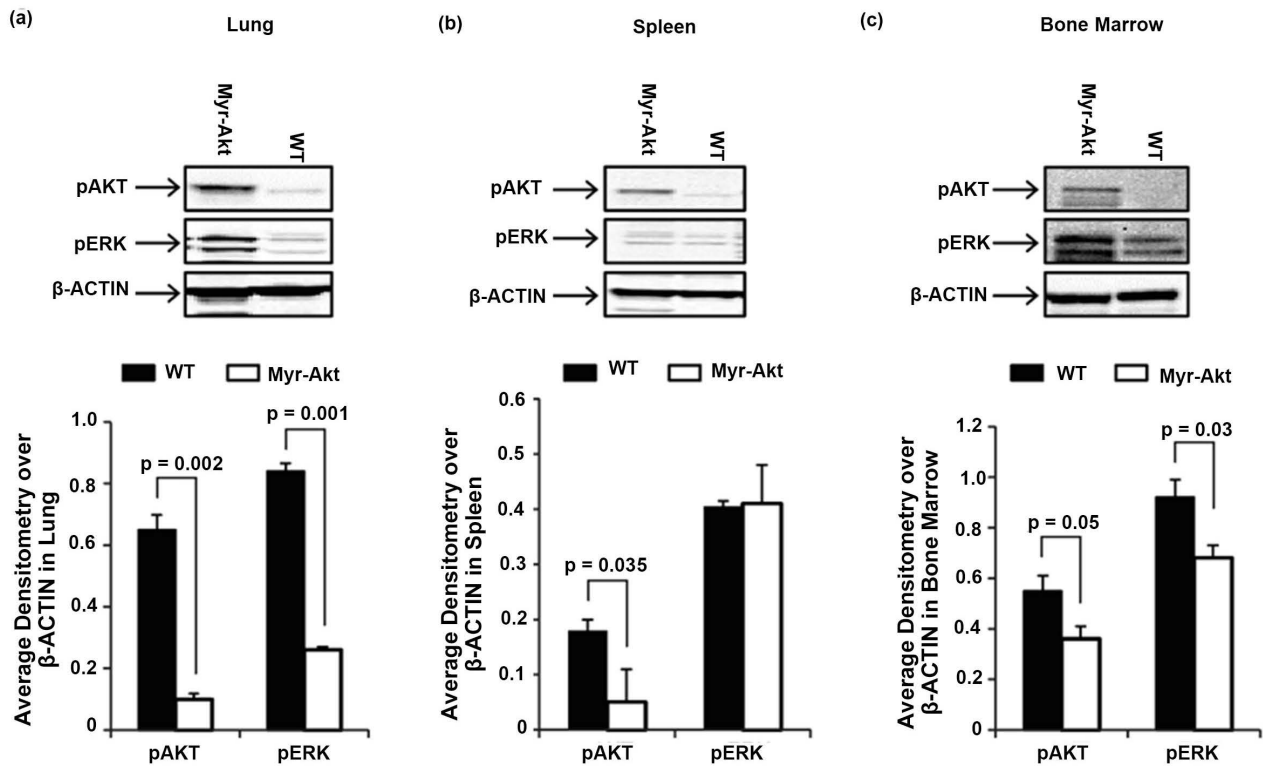 (a)
Lung
Myr-Akt
WT
pAKT
pERK
β-ACTIN
WT
Myr-Akt
Average Densitometry over
β-ACTIN in Lung
1.0
0.8
0.6
0.4
0.2
0
p = 0.002
p = 0.001
pAKT
pERK
(b)
Spleen
Myr-Akt
WT
pAKT
pERK
β-ACTIN
WT
Myr-Akt
Average Densitometry over
β-ACTIN in Spleen
0.6
0.5
0.4
0.3
0.2
0.1
0
p = 0.035
pAKT
pERK
(c)
Bone Marrow
Myr-Akt
WT
pAKT
pERK
β-ACTIN
WT
Myr-Akt
Average Densitometry over
β-ACTIN in Bone Marrow
1.2
1.0
0.8
0.6
0.4
0.2
0
p = 0.05
p = 0.03
pAKT
pERK